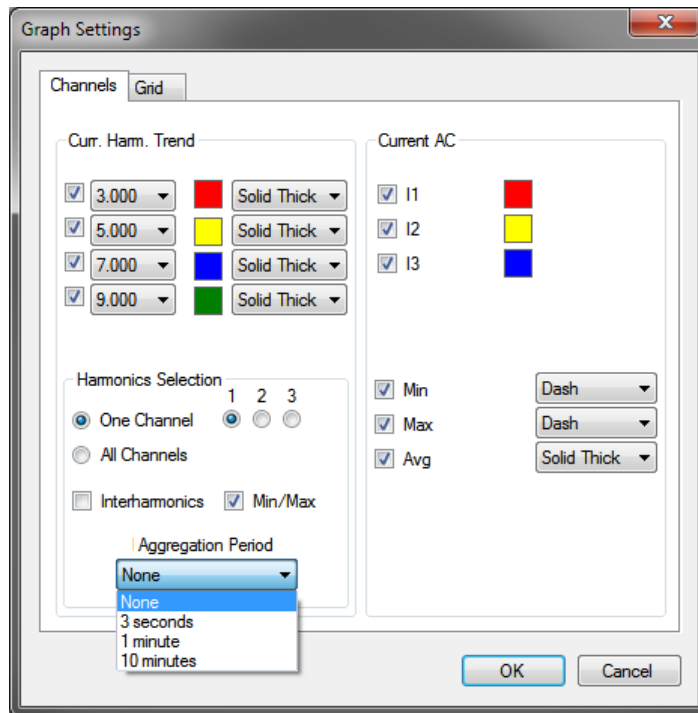 Graph Settings
Channels Grid
Curr. Harm. Trend
3.000 Solid Thick
5.000 Solid Thick
7.000 Solid Thick
9.000 Solid Thick
Harmonics Selection
1 2 3
One Channel
All Channels
Interharmonics Min/Max
Aggregation Period
None
None
3 seconds
1 minute
10 minutes
Current AC
I1
I2
I3
Min Dash
Max Dash
Avg Solid Thick
OK Cancel